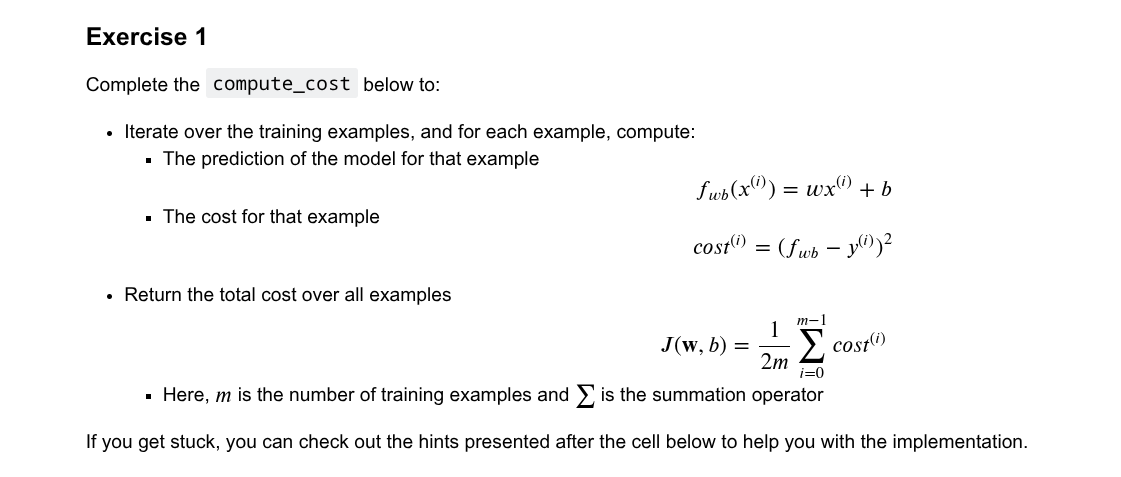 Exercise 1
Complete the compute_cost below to:
• Iterate over the training examples, and for each example, compute:
▪ The prediction of the model for that example
f_{wb}(x^{(i)}) = wx^{(i)} + b
▪ The cost for that example
cost^{(i)} = (f_{wb} − y^{(i)})^2
• Return the total cost over all examples
J(\mathbf{w}, b) = \frac{1}{2m} \sum_{i=0}^{m−1} cost^{(i)}
▪ Here, m is the number of training examples and ∑ is the summation operator
If you get stuck, you can check out the hints presented after the cell below to help you with the implementation.